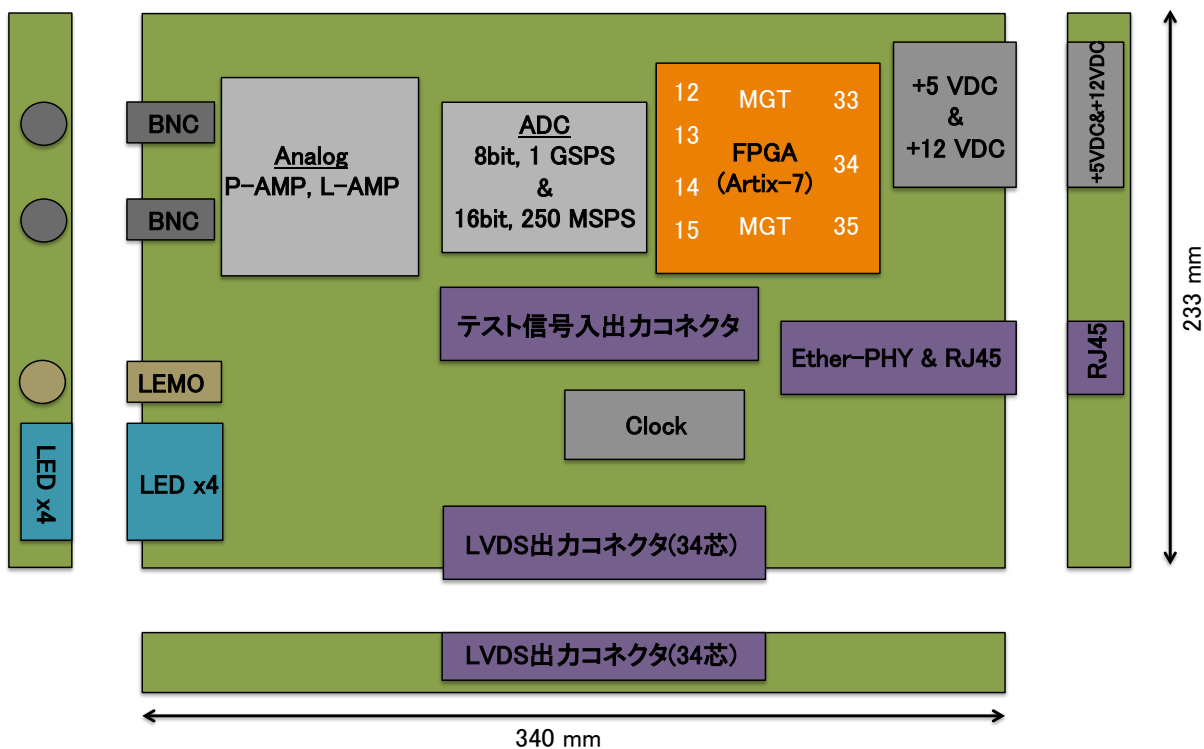 BNC
BNC
Analog
P-AMP, L-AMP
ADC
8bit, 1 GSPS
&
16bit, 250 MSPS
12
13
14
15
MGT
FPGA
(Artix-7)
MGT
33
34
35
+5 VDC
&
+12 VDC
+5VDC&+12VDC
233 mm
テスト信号入出力コネクタ
Ether-PHY & RJ45
RJ45
LEMO
Clock
LED x4
LED x4
LVDS出力コネクタ(34芯)
LVDS出力コネクタ(34芯)
340 mm